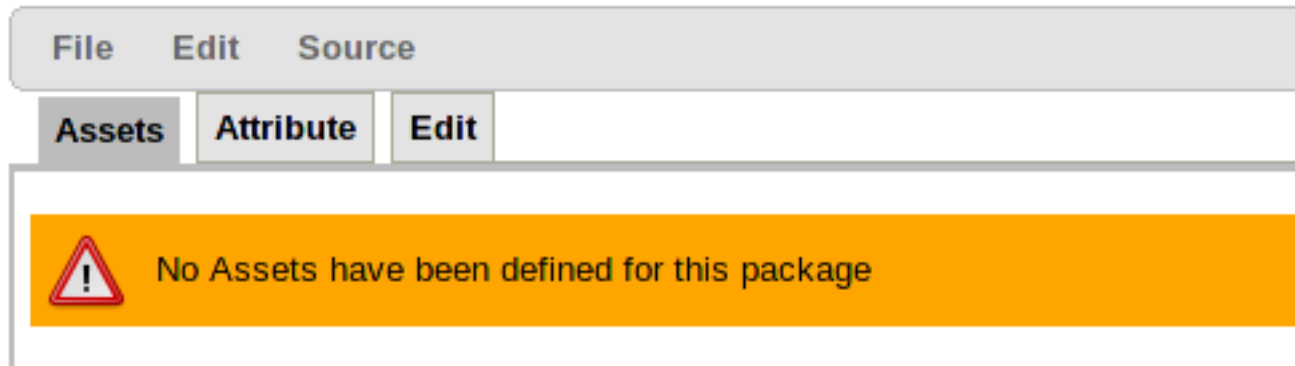 File Edit Source
Assets Attribute Edit
! No Assets have been defined for this package